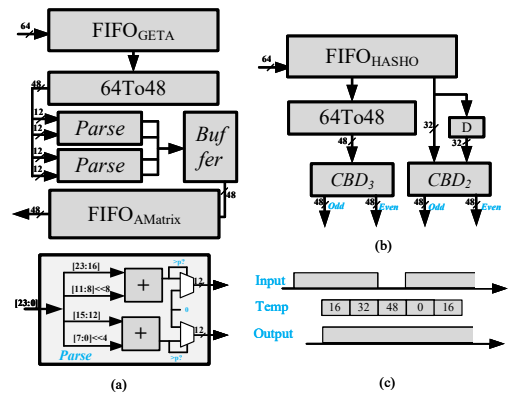 64
FIFOGETA
48
64To48
12
12
Parse
12
12
Parse
Buf
fer
48
48
FIFOAMatrix
[23:0]
[23:16]
[11:8]<<8
[15:12]
[7:0]<<4
+
+
>p?
12
0
12
>p?
Parse
(a)
64
FIFOHASHO
64To48
32
D
48
32
CBD3
CBD2
48
Odd
48
Even
48
Odd
48
Even
(b)
Input
Temp
16
32
48
0
16
Output
(c)